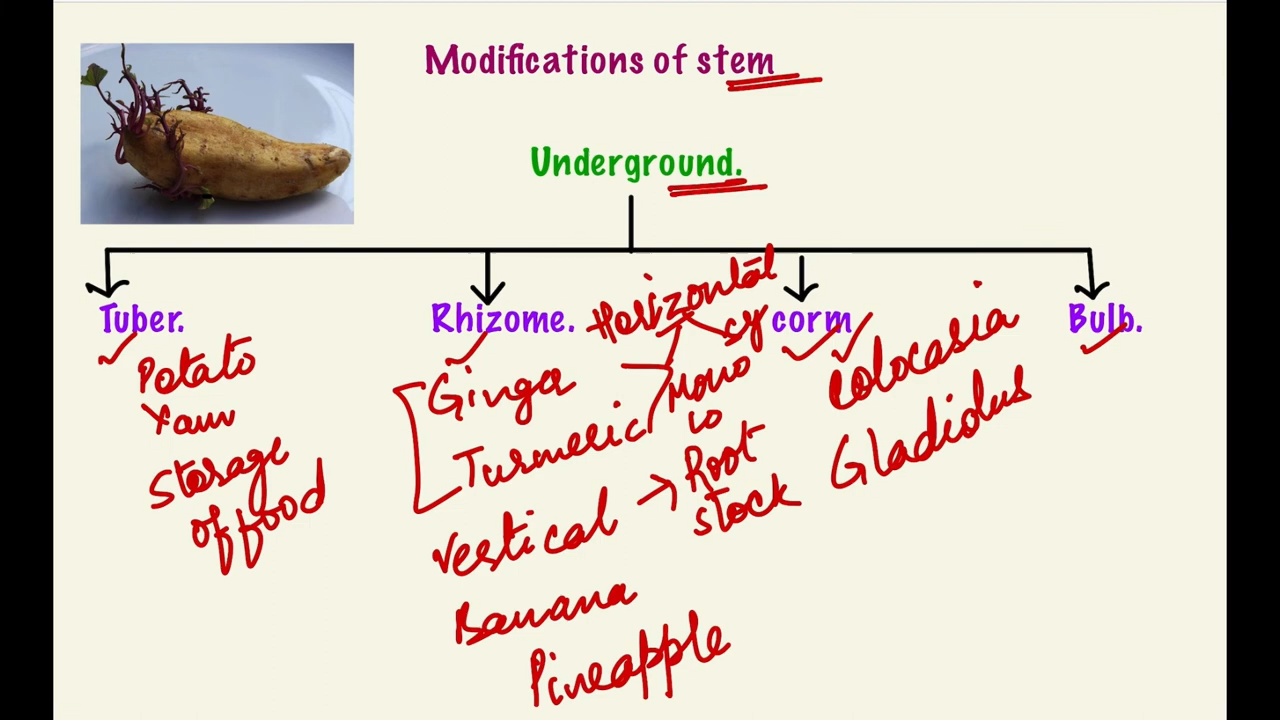 Modifications of stem
Underground.
Tuber.
Rhizome.
corm
Bulb.
Potato
Yam
Storage
of food
Ginger
Turmeric
Horizontal
sy
Mono
Root
stock
Vertical
Banana
Pineapple
Colocasia
Gladiolus